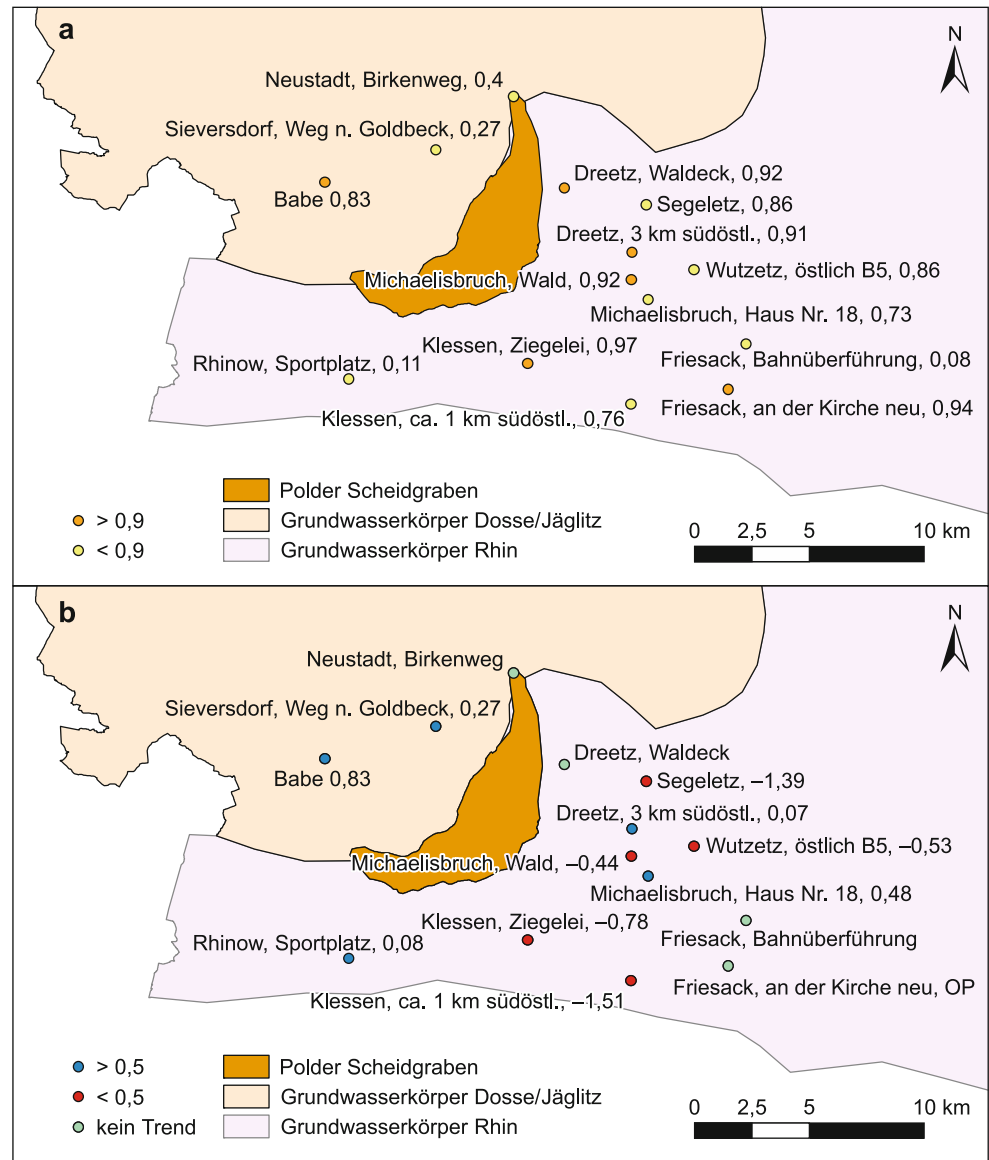 a
N
Neustadt, Birkenweg, 0,4
Sieversdorf, Weg n. Goldbeck, 0,27
Dreetz, Waldeck, 0,92
Babe 0,83
Segeletz, 0,86
Dreetz, 3 km südöstl., 0,91
Wutzetz, östlich B5, 0,86
Michaelisbruch, Wald, 0,92
Michaelisbruch, Haus Nr. 18, 0,73
Klessen, Ziegelei, 0,97
Rhinow, Sportplatz, 0,11
Friesack, Bahnüberführung, 0,08
Friesack, an der Kirche neu, 0,94
Klessen, ca. 1 km südöstl., 0,76
> 0,9
< 0,9
Polder Scheidgraben
Grundwasserkörper Dosse/Jäglitz
Grundwasserkörper Rhin
0 2,5 5 10 km
b
N
Neustadt, Birkenweg
Sieversdorf, Weg n. Goldbeck, 0,27
Dreetz, Waldeck
Babe 0,83
Segeletz, –1,39
Dreetz, 3 km südöstl., 0,07
Wutzetz, östlich B5, –0,53
Michaelisbruch, Wald, –0,44
Michaelisbruch, Haus Nr. 18, 0,48
Klessen, Ziegelei, –0,78
Rhinow, Sportplatz, 0,08
Friesack, Bahnüberführung
Friesack, an der Kirche neu, OP
Klessen, ca. 1 km südöstl., –1,51
> 0,5
< 0,5
kein Trend
Polder Scheidgraben
Grundwasserkörper Dosse/Jäglitz
Grundwasserkörper Rhin
0 2,5 5 10 km